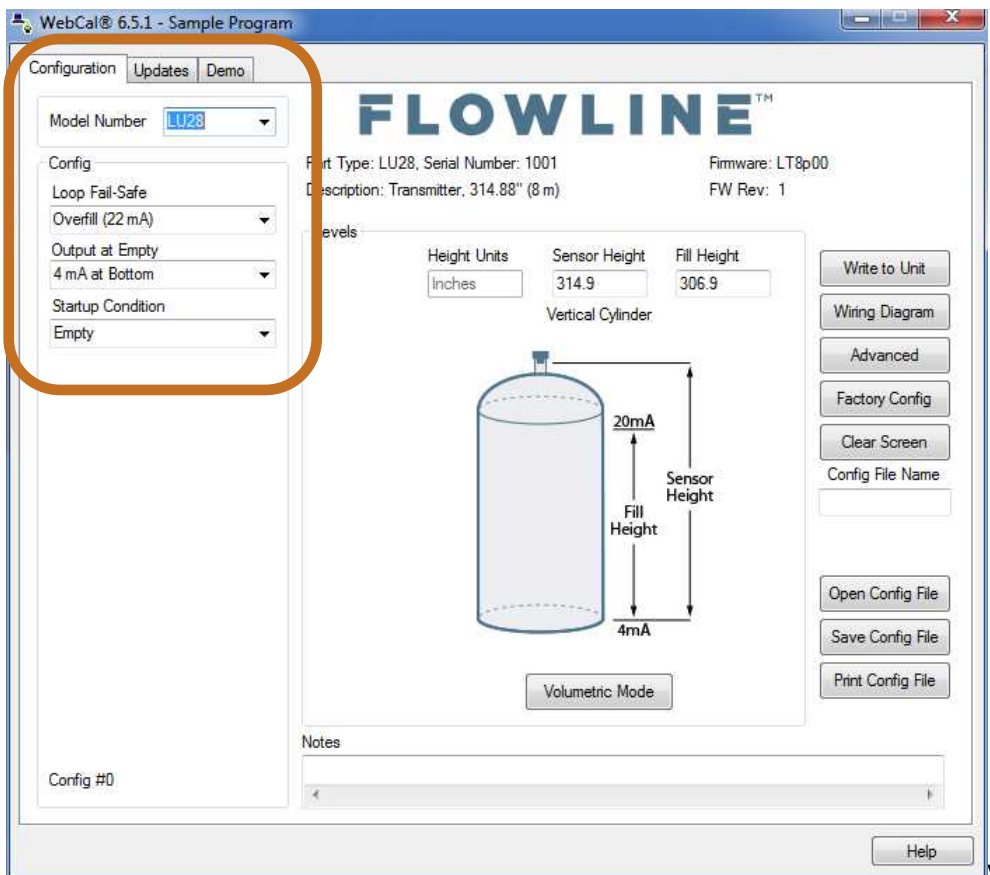 WebCal® 6.5.1 - Sample Program
Configuration Updates Demo
Model Number LU28
Config
Loop Fail-Safe
Overfill (22 mA)
Output at Empty
4 mA at Bottom
Startup Condition
Empty
Config #0
FLOWLINE™
Part Type: LU28, Serial Number: 1001
Firmware: LT8p00
Description: Transmitter, 314.88" (8 m)
FW Rev: 1
Levels
Height Units Sensor Height Fill Height
Inches 314.9 306.9
Vertical Cylinder
20mA
Sensor
Height
Fill
Height
4mA
Volumetric Mode
Write to Unit
Wiring Diagram
Advanced
Factory Config
Clear Screen
Config File Name
Open Config File
Save Config File
Print Config File
Notes
Help